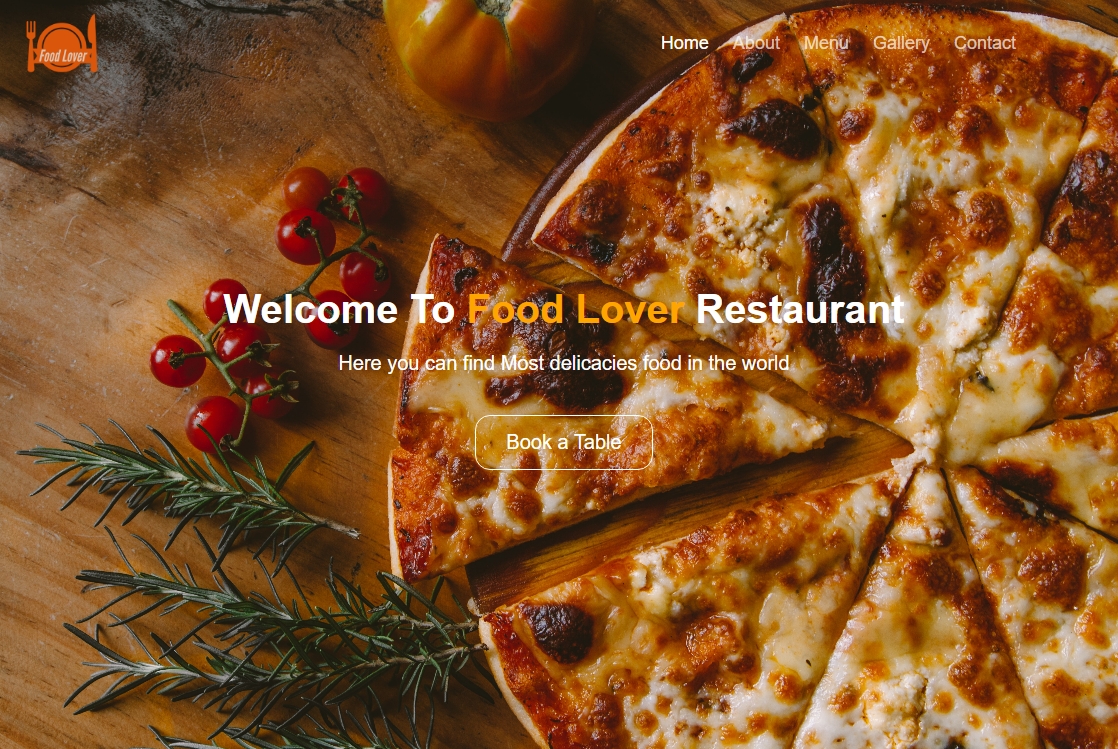 Food Lover
Home About Menu Gallery Contact
Welcome To Food Lover Restaurant
Here you can find Most delicacies food in the world
Book a Table